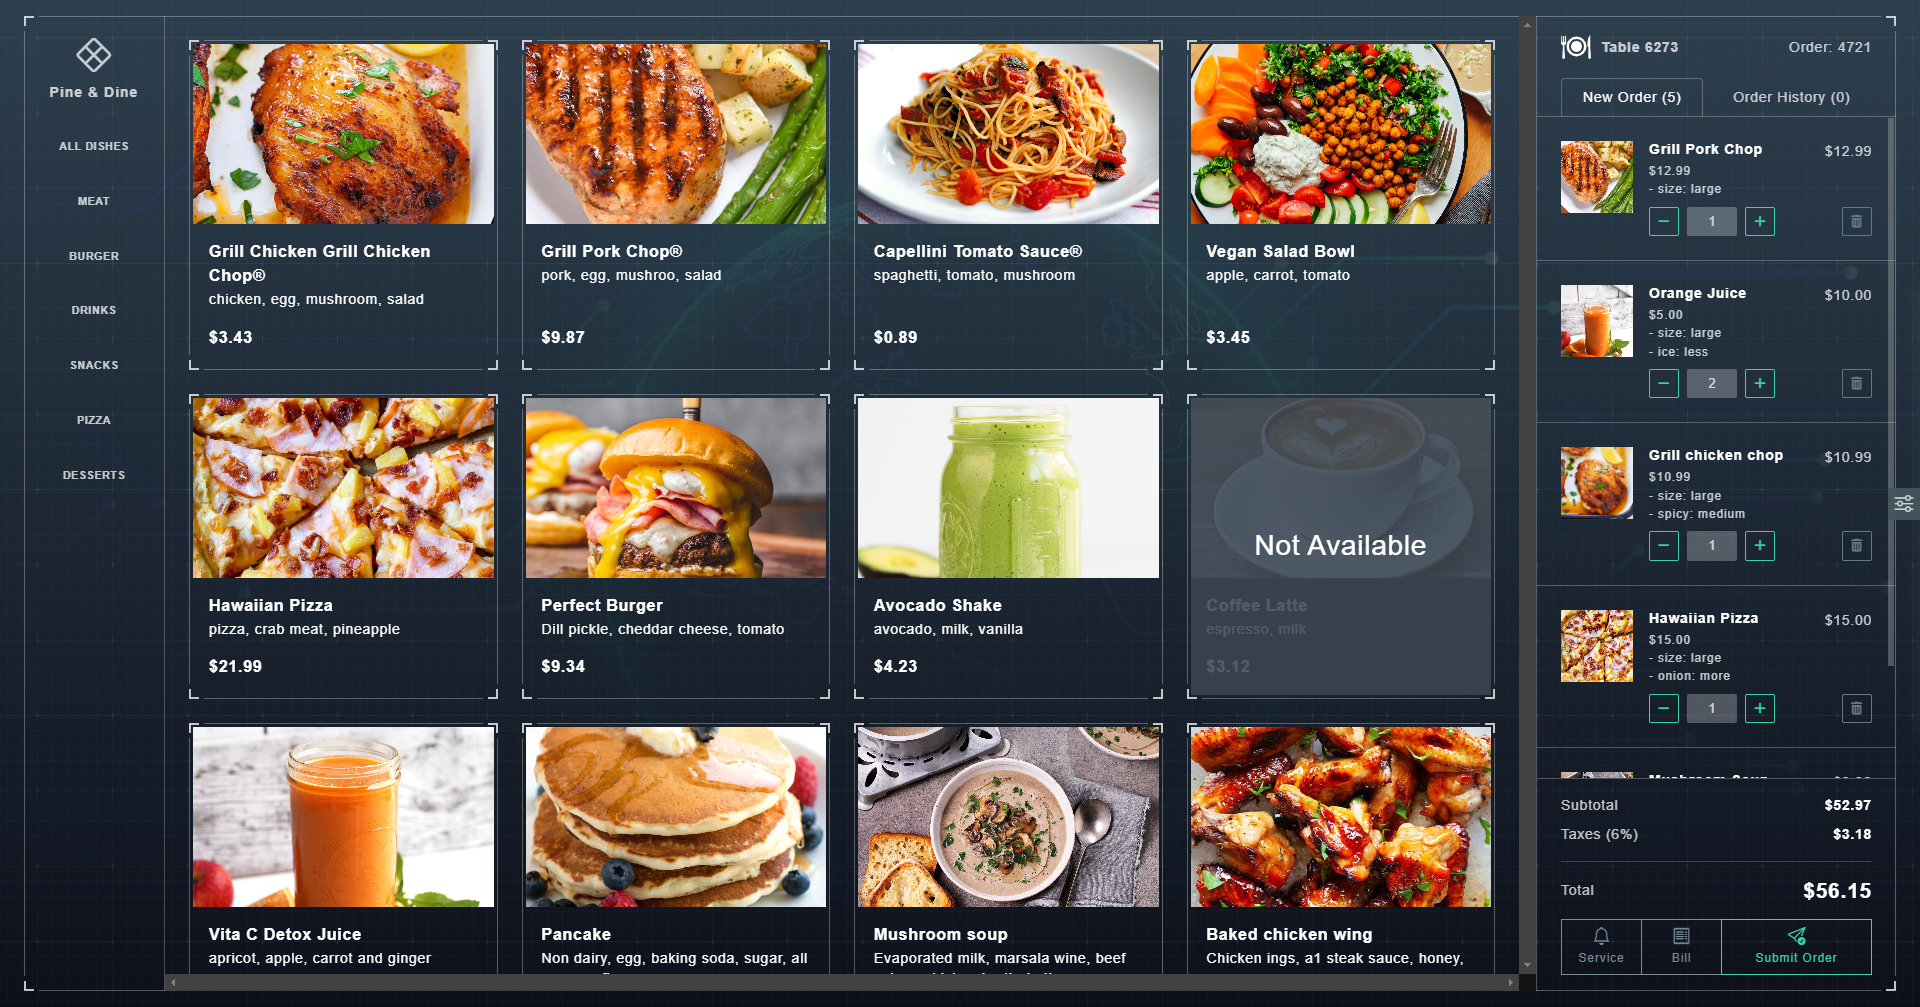 Pine & Dine
ALL DISHES
MEAT
BURGER
DRINKS
SNACKS
PIZZA
DESSERTS
Grill Chicken Grill Chicken
Chop®
chicken, egg, mushroom, salad
$3.43
Grill Pork Chop®
pork, egg, mushroo, salad
$9.87
Capellini Tomato Sauce®
spaghetti, tomato, mushroom
$0.89
Vegan Salad Bowl
apple, carrot, tomato
$3.45
Hawaiian Pizza
pizza, crab meat, pineapple
$21.99
Perfect Burger
Dill pickle, cheddar cheese, tomato
$9.34
Avocado Shake
avocado, milk, vanilla
$4.23
Not Available
Coffee Latte
espresso, milk
$3.12
Vita C Detox Juice
apricot, apple, carrot and ginger
Pancake
Non dairy, egg, baking soda, sugar, all
Mushroom soup
Evaporated milk, marsala wine, beef
Baked chicken wing
Chicken ings, a1 steak sauce, honey,
Table 6273
Order: 4721
New Order (5)
Order History (0)
Grill Pork Chop
$12.99
$12.99
- size: large
1
Orange Juice
$10.00
$5.00
- size: large
- ice: less
2
Grill chicken chop
$10.99
$10.99
- size: large
- spicy: medium
1
Hawaiian Pizza
$15.00
$15.00
- size: large
- onion: more
1
Mushroom Soup
Subtotal
$52.97
Taxes (6%)
$3.18
Total
$56.15
Service
Bill
Submit Order